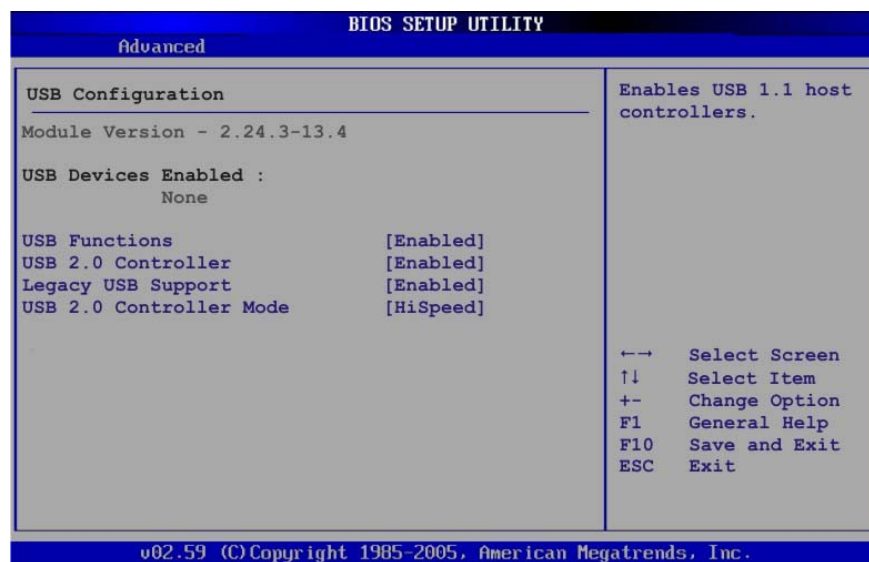 BIOS SETUP UTILITY
Advanced
USB Configuration
Module Version - 2.24.3-13.4
USB Devices Enabled :
None
USB Functions [Enabled]
USB 2.0 Controller [Enabled]
Legacy USB Support [Enabled]
USB 2.0 Controller Mode [HiSpeed]
Enables USB 1.1 host
controllers.
←→ Select Screen
↑↓ Select Item
+- Change Option
F1 General Help
F10 Save and Exit
ESC Exit
v02.59 (C)Copyright 1985-2005, American Megatrends, Inc.